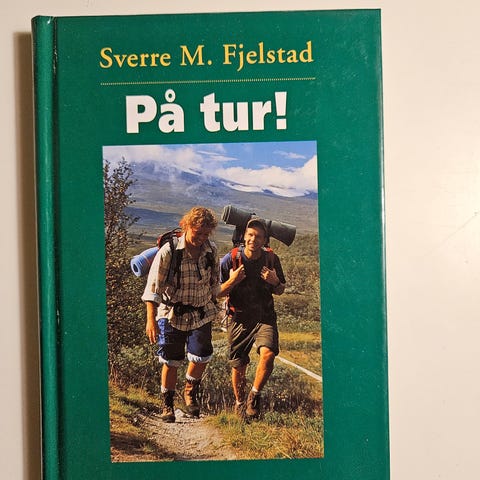 Sverre M. Fjelstad
På tur!